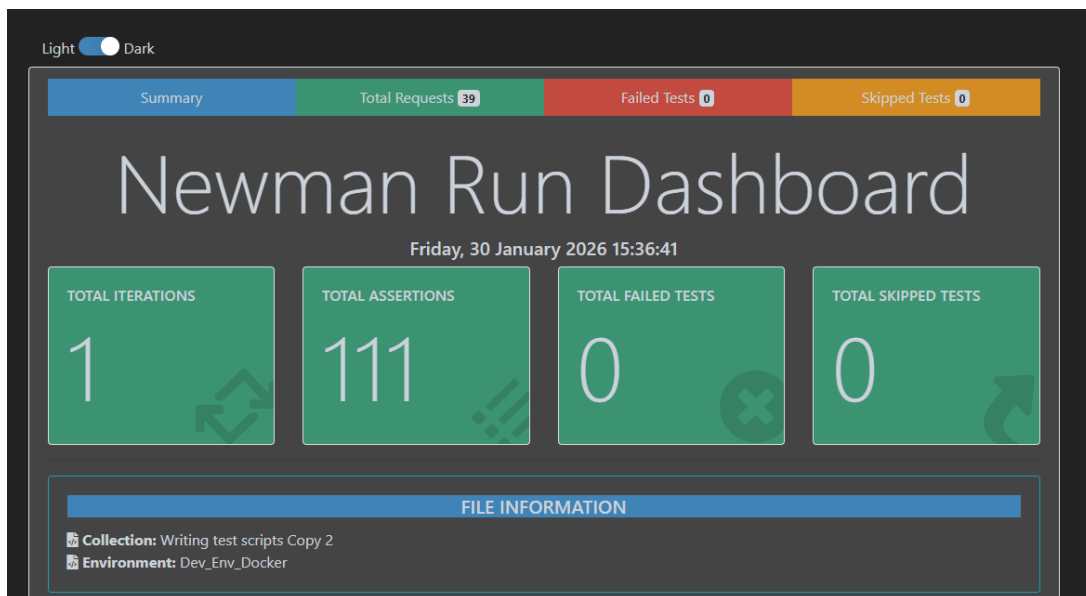 Light Dark
Summary
Total Requests 39
Failed Tests 0
Skipped Tests 0
Newman Run Dashboard
Friday, 30 January 2026 15:36:41
TOTAL ITERATIONS
1
TOTAL ASSERTIONS
111
TOTAL FAILED TESTS
0
TOTAL SKIPPED TESTS
0
FILE INFORMATION
Collection: Writing test scripts Copy 2
Environment: Dev_Env_Docker